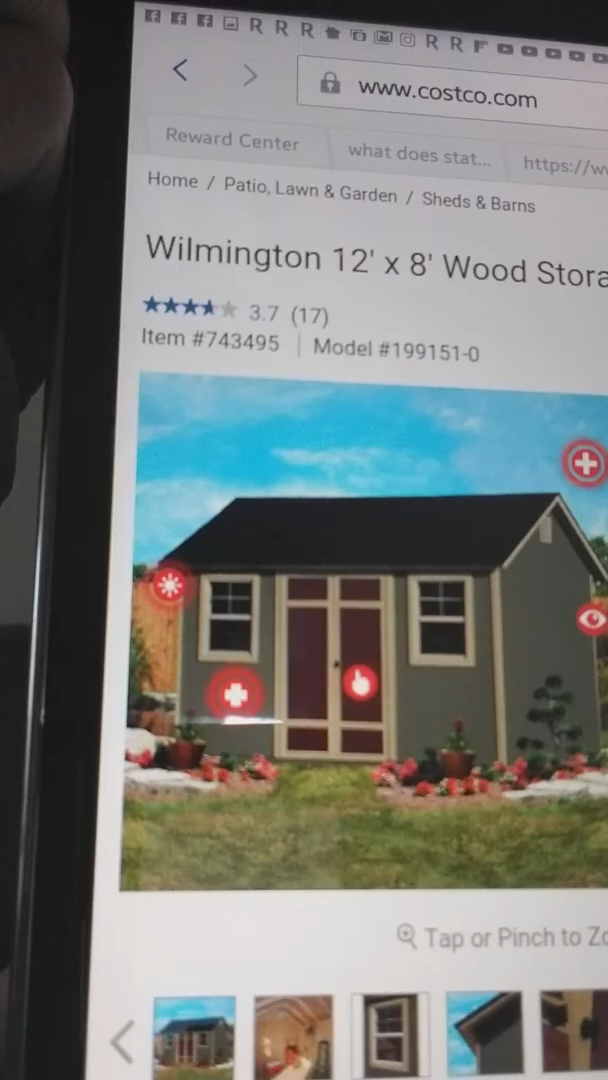 R R R R R F
www.costco.com
Reward Center what does stat... https://w
Home / Patio, Lawn & Garden / Sheds & Barns
Wilmington 12' x 8' Wood Stora
3.7 (17)
Item #743495 | Model #199151-0
Tap or Pinch to Zo